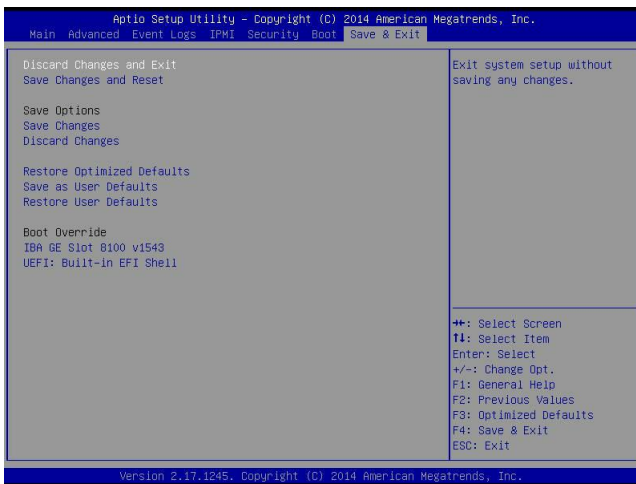 Aptio Setup Utility – Copyright (C) 2014 American Megatrends, Inc.
Main Advanced Event Logs IPMI Security Boot Save & Exit
Discard Changes and Exit
Save Changes and Reset
Save Options
Save Changes
Discard Changes
Restore Optimized Defaults
Save as User Defaults
Restore User Defaults
Boot Override
IBA GE Slot 8100 v1543
UEFI: Built-in EFI Shell
Exit system setup without
saving any changes.
→←: Select Screen
↑↓: Select Item
Enter: Select
+/-: Change Opt.
F1: General Help
F2: Previous Values
F3: Optimized Defaults
F4: Save & Exit
ESC: Exit
Version 2.17.1245. Copyright (C) 2014 American Megatrends, Inc.